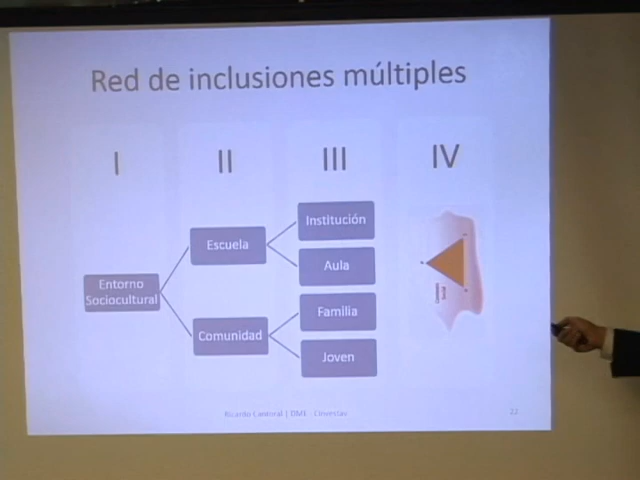 Red de inclusiones múltiples
I
II
III
IV
Entorno
Sociocultural
Escuela
Comunidad
Institución
Aula
Familia
Joven
Ricardo Cantoral | DME - Cinvestav
22